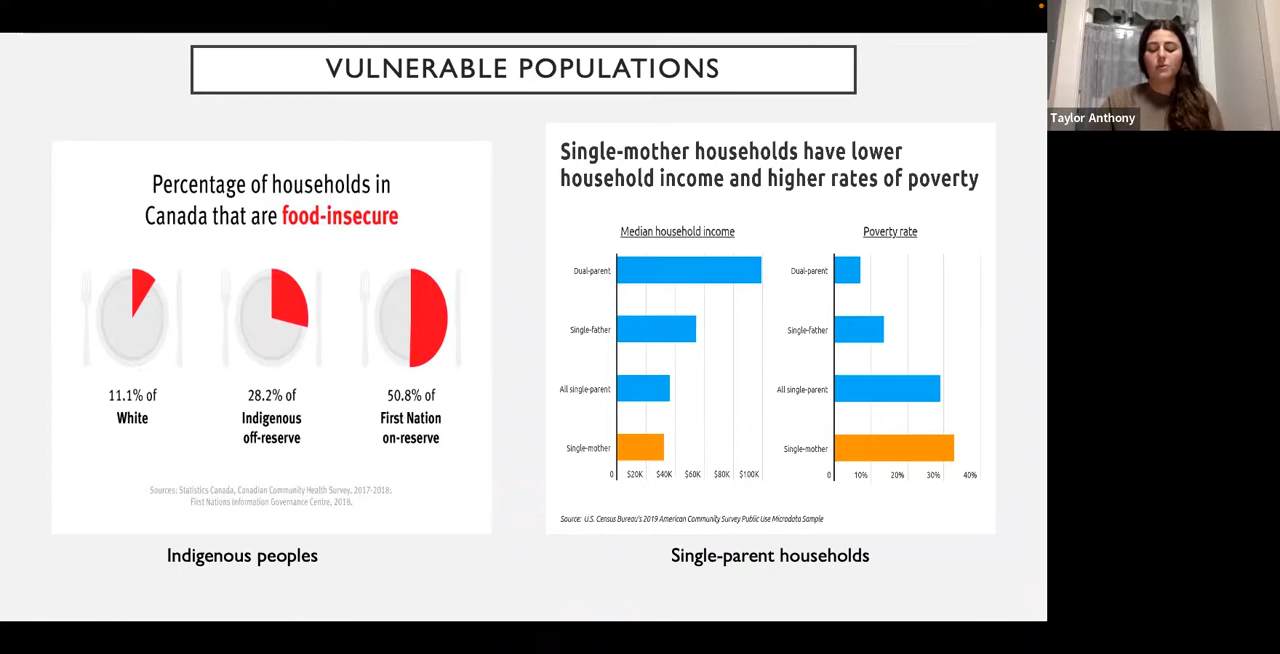 VULNERABLE POPULATIONS
Taylor Anthony
Percentage of households in
Canada that are food-insecure
11.1% of
White
28.2% of
Indigenous
off-reserve
50.8% of
First Nation
on-reserve
Sources: Statistics Canada, Canadian Community Health Survey, 2017-2018;
First Nations Information Governance Centre, 2018.
Indigenous peoples
Single-mother households have lower
household income and higher rates of poverty
Median household income
Dual-parent
Single-father
All single-parent
Single-mother
0 $20K $40K $60K $80K $100K
Poverty rate
Dual-parent
Single-father
All single-parent
Single-mother
0 10% 20% 30% 40%
Source: U.S. Census Bureau's 2019 American Community Survey Public Use Microdata Sample
Single-parent households